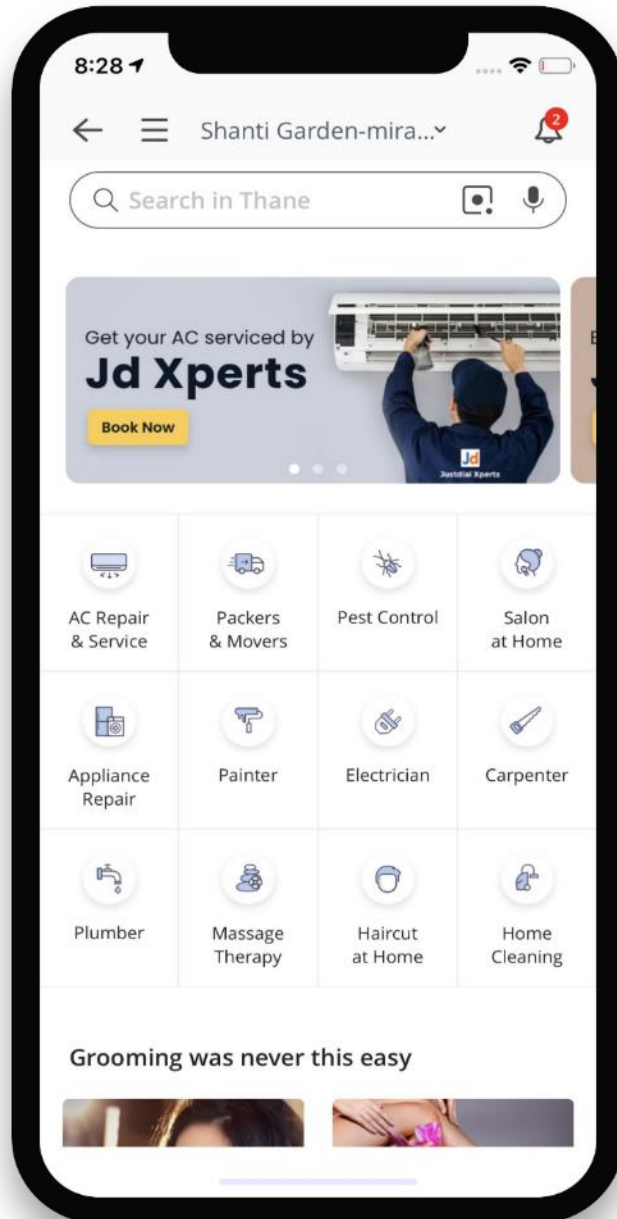 8:28
Shanti Garden-mira...
2
Search in Thane
Get your AC serviced by
Jd Xperts
Book Now
Jd
Justdial Xperts
AC Repair
& Service
Packers
& Movers
Pest Control
Salon
at Home
Appliance
Repair
Painter
Electrician
Carpenter
Plumber
Massage
Therapy
Haircut
at Home
Home
Cleaning
Grooming was never this easy